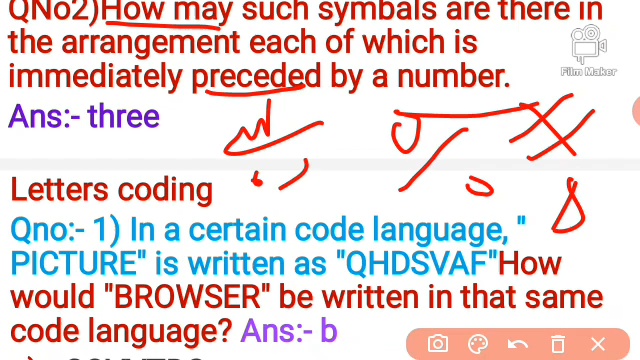 QNo2)How may such symbols are there in
the arrangement each of which is
immediately preceded by a number.
Film Maker
Ans:- three
Letters coding
Qno:- 1) In a certain code language, "
PICTURE" is written as "QHDSVAF"How
would "BROWSER" be written in that same
code language? Ans:- b